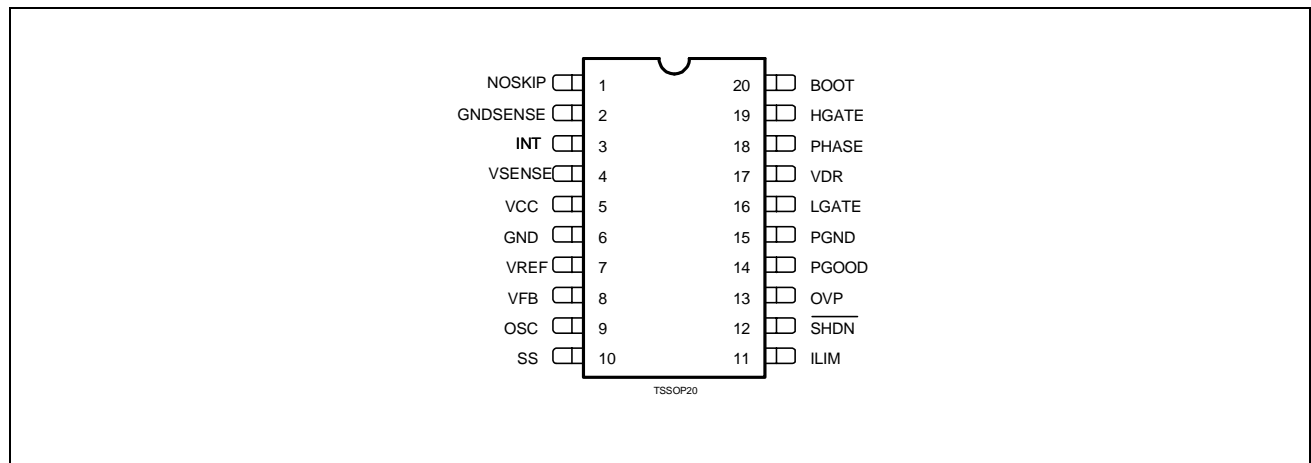 NOSKIP 1 20 BOOT
GNDSENSE 2 19 HGATE
INT 3 18 PHASE
VSENSE 4 17 VDR
VCC 5 16 LGATE
GND 6 15 PGND
VREF 7 14 PGOOD
VFB 8 13 OVP
OSC 9 12 SHDN
SS 10 11 ILIM
TSSOP20